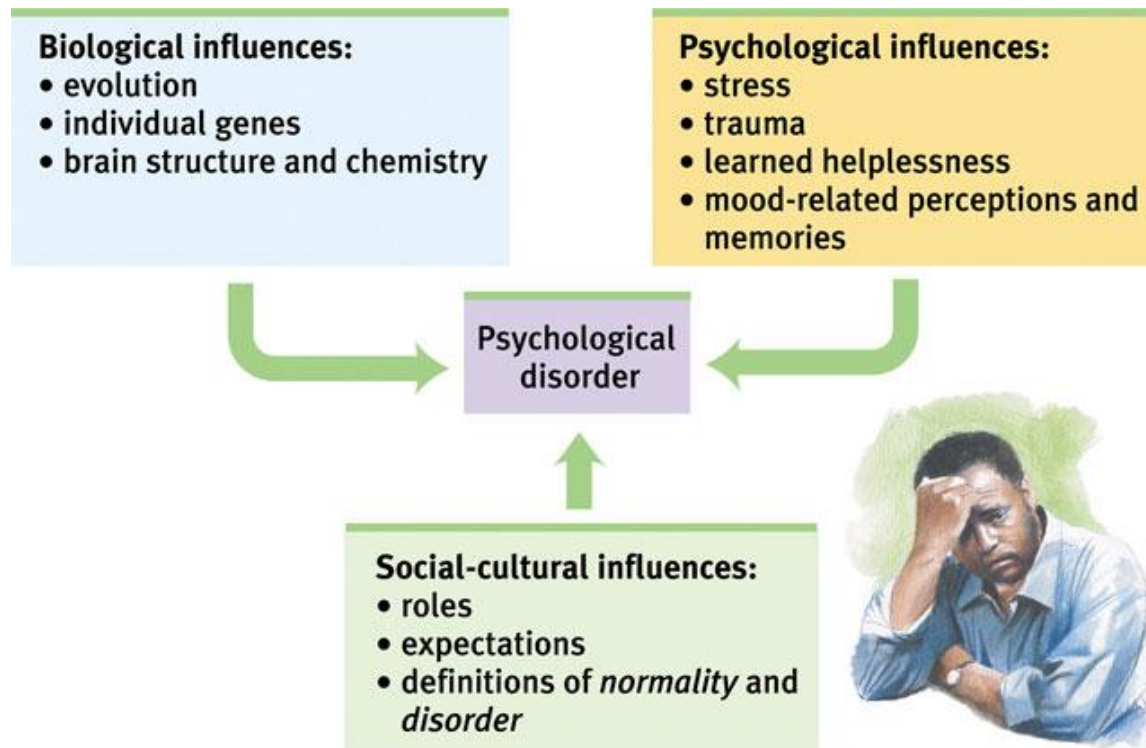 Biological influences:
• evolution
• individual genes
• brain structure and chemistry
Psychological influences:
• stress
• trauma
• learned helplessness
• mood-related perceptions and
memories
Psychological
disorder
Social-cultural influences:
• roles
• expectations
• definitions of normality and
disorder